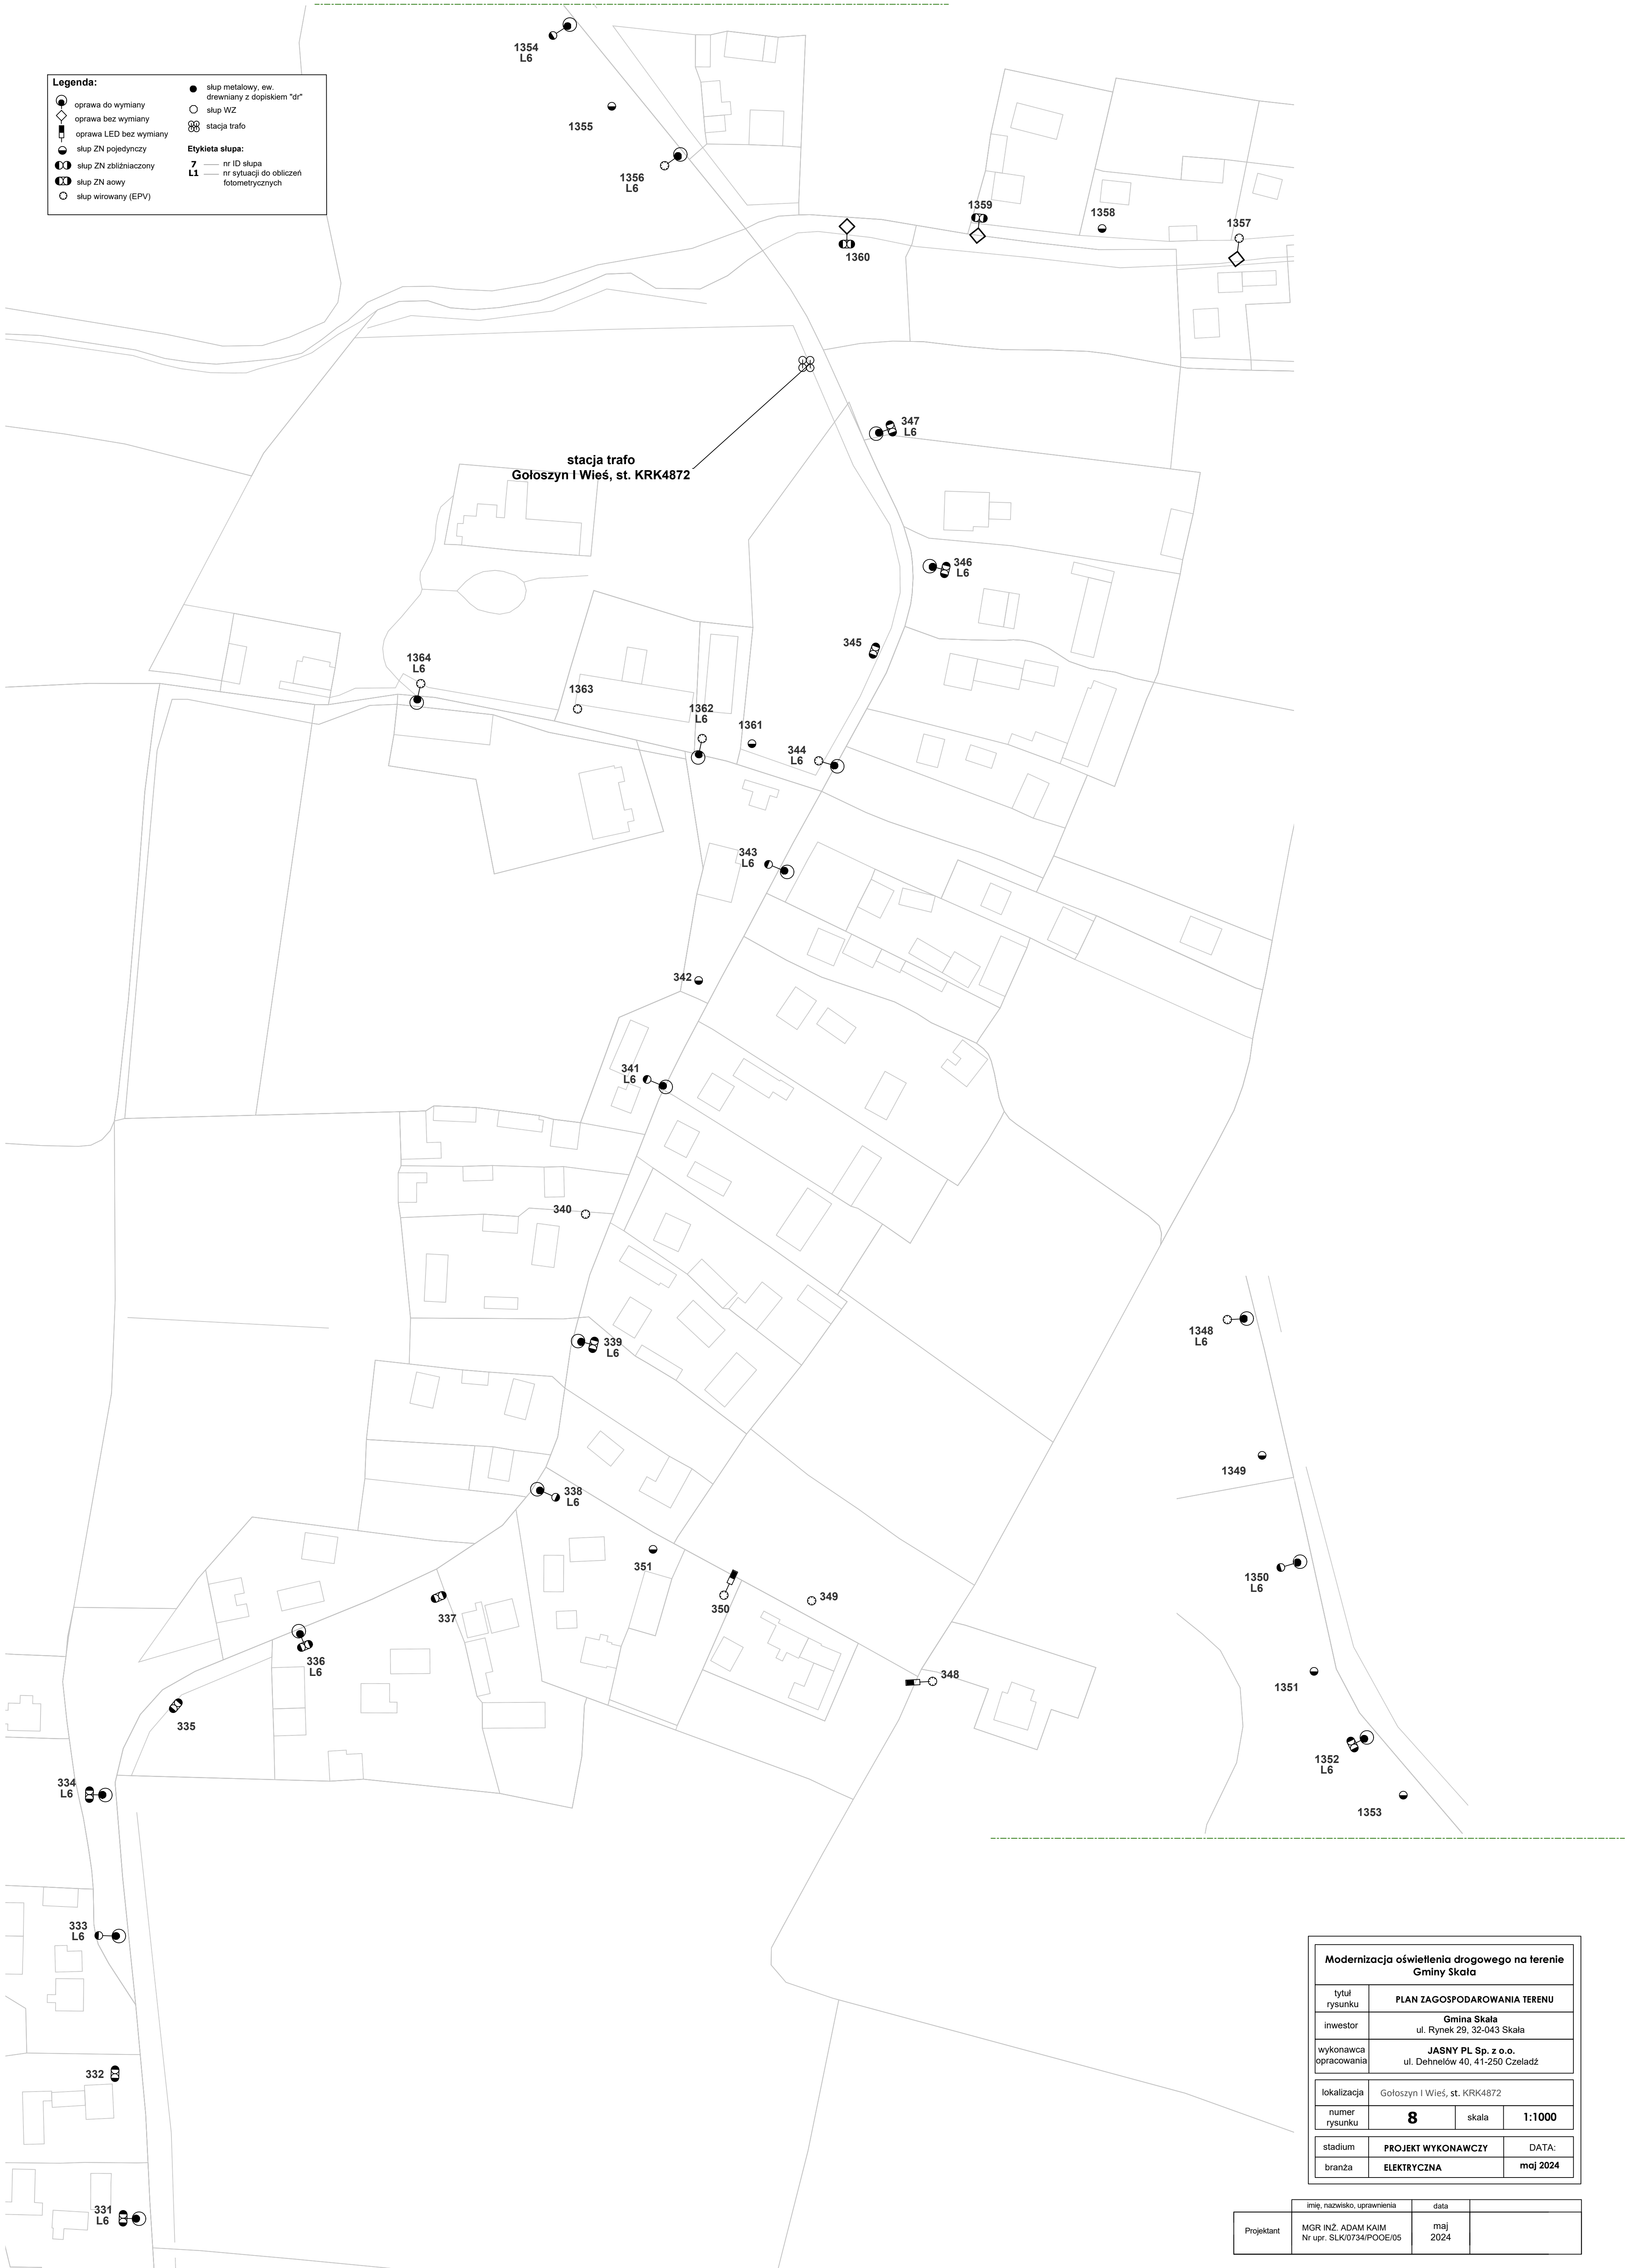 1354
L6
Legenda:
oprawa do wymiany
oprawa bez wymiany
oprawa LED bez wymiany
słup ZN pojedynczy
słup ZN zbliźniaczony
słup ZN aowy
słup wirowany (EPV)
słup metalowy, ew.
drewniany z dopiskiem "dr"
słup WZ
stacja trafo
Etykieta słupa:
7 nr ID słupa
L1 nr sytuacji do obliczeń
fotometrycznych
1355
1356
L6
1359
1358
1357
1360
347
L6
stacja trafo
Gołoszyn I Wieś, st. KRK4872
346
L6
345
1364
L6
1363
1362
L6
1361
344
L6
343
L6
342
341
L6
340
1348
L6
339
L6
1349
338
L6
351
1350
L6
350
349
337
336
L6
348
1351
335
1352
L6
334
L6
1353
333
L6
332
331
L6
Modernizacja oświetlenia drogowego na terenie
Gminy Skała
tytuł
rysunku
PLAN ZAGOSPODAROWANIA TERENU
inwestor
Gmina Skała
ul. Rynek 29, 32-043 Skała
wykonawca
opracowania
JASNY PL Sp. z o.o.
ul. Dehnelów 40, 41-250 Czeladź
lokalizacja
Gołoszyn I Wieś, st. KRK4872
numer
rysunku
8
skala
1:1000
stadium
PROJEKT WYKONAWCZY
DATA:
branża
ELEKTRYCZNA
maj 2024
imię, nazwisko, uprawnienia
data
Projektant
MGR INŻ. ADAM KAIM
Nr upr. SLK/0734/POOE/05
maj
2024